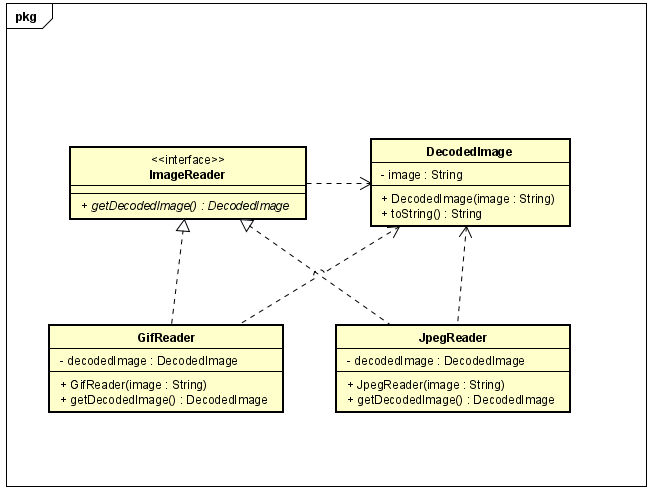 pkg
<<interface>>
ImageReader
+ getDecodedImage() : DecodedImage
DecodedImage
- image : String
+ DecodedImage(image : String)
+ toString() : String
GifReader
- decodedImage : DecodedImage
+ GifReader(image : String)
+ getDecodedImage() : DecodedImage
JpegReader
- decodedImage : DecodedImage
+ JpegReader(image : String)
+ getDecodedImage() : DecodedImage